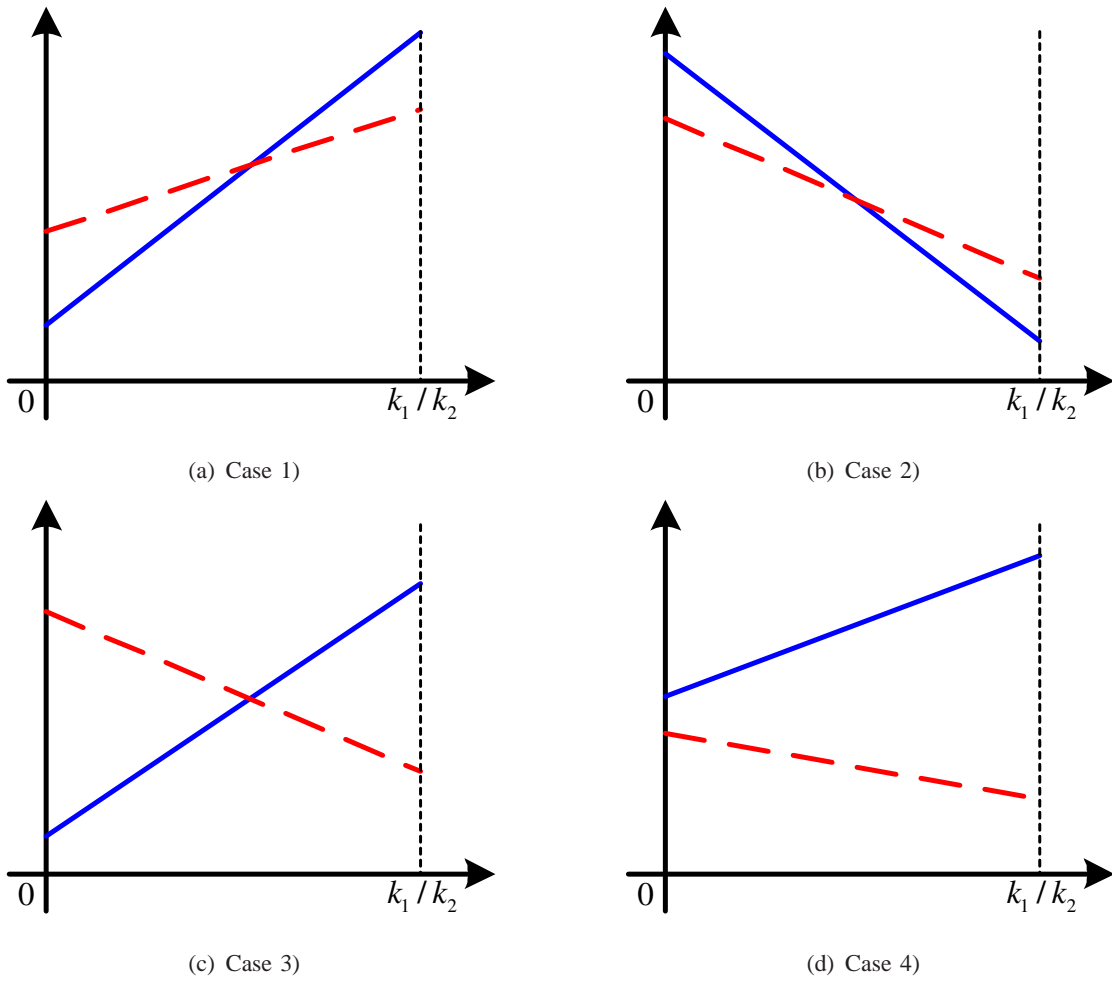 0
k₁ / k₂
0
k₁ / k₂
(a) Case 1)
(b) Case 2)
0
k₁ / k₂
0
k₁ / k₂
(c) Case 3)
(d) Case 4)